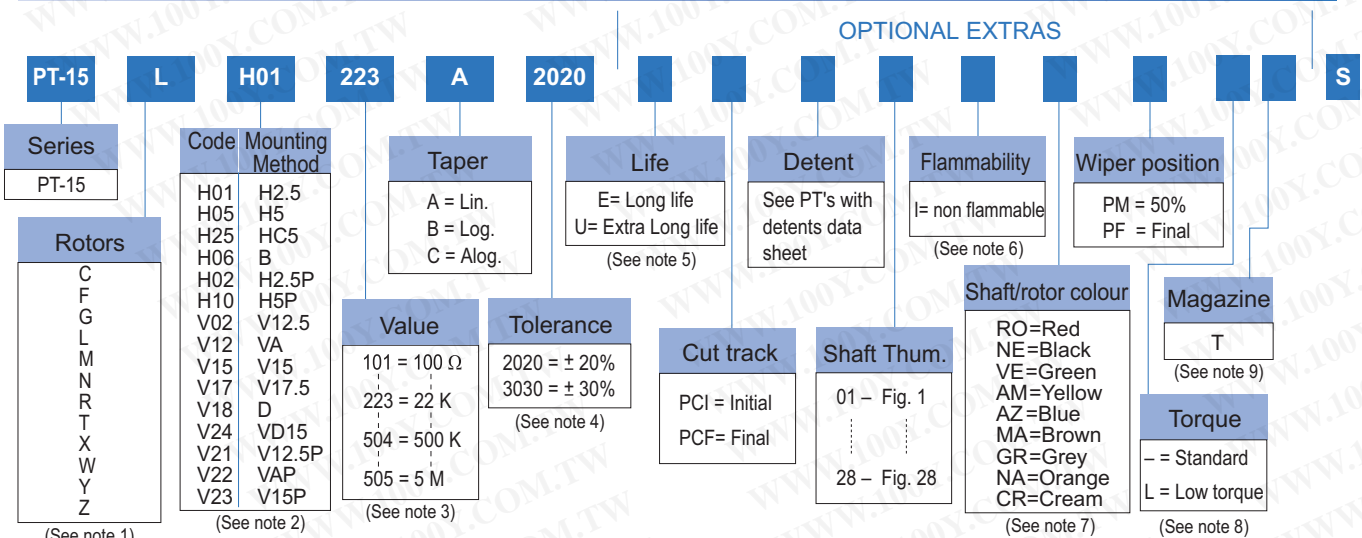 OPTIONAL EXTRAS
PT-15 L H01 223 A 2020 S
Series
PT-15
Rotors
C
F
G
L
M
N
R
T
X
W
Y
Z
(See note 1)
Code Mounting
Method
H01 H2.5
H05 H5
H25 HC5
H06 B
H02 H2.5P
H10 H5P
V02 V12.5
V12 VA
V15 V15
V17 V17.5
V18 D
V24 VD15
V21 V12.5P
V22 VAP
V23 V15P
(See note 2)
Taper
A = Lin.
B = Log.
C = Alog.
Value
101 = 100 Ω
223 = 22 K
504 = 500 K
505 = 5 M
(See note 3)
Tolerance
2020 = ± 20%
3030 = ± 30%
(See note 4)
Life
E= Long life
U= Extra Long life
(See note 5)
Cut track
PCI = Initial
PCF= Final
Detent
See PT's with
detents data
sheet
Shaft Thum.
01 – Fig. 1
28 – Fig. 28
Flammability
I= non flammable
(See note 6)
Shaft/rotor colour
RO=Red
NE=Black
VE=Green
AM=Yellow
AZ=Blue
MA=Brown
GR=Grey
NA=Orange
CR=Cream
(See note 7)
Wiper position
PM = 50%
PF = Final
Torque
– = Standard
L = Low torque
(See note 8)
Magazine
T
(See note 9)
WWW.100Y.COM.TW